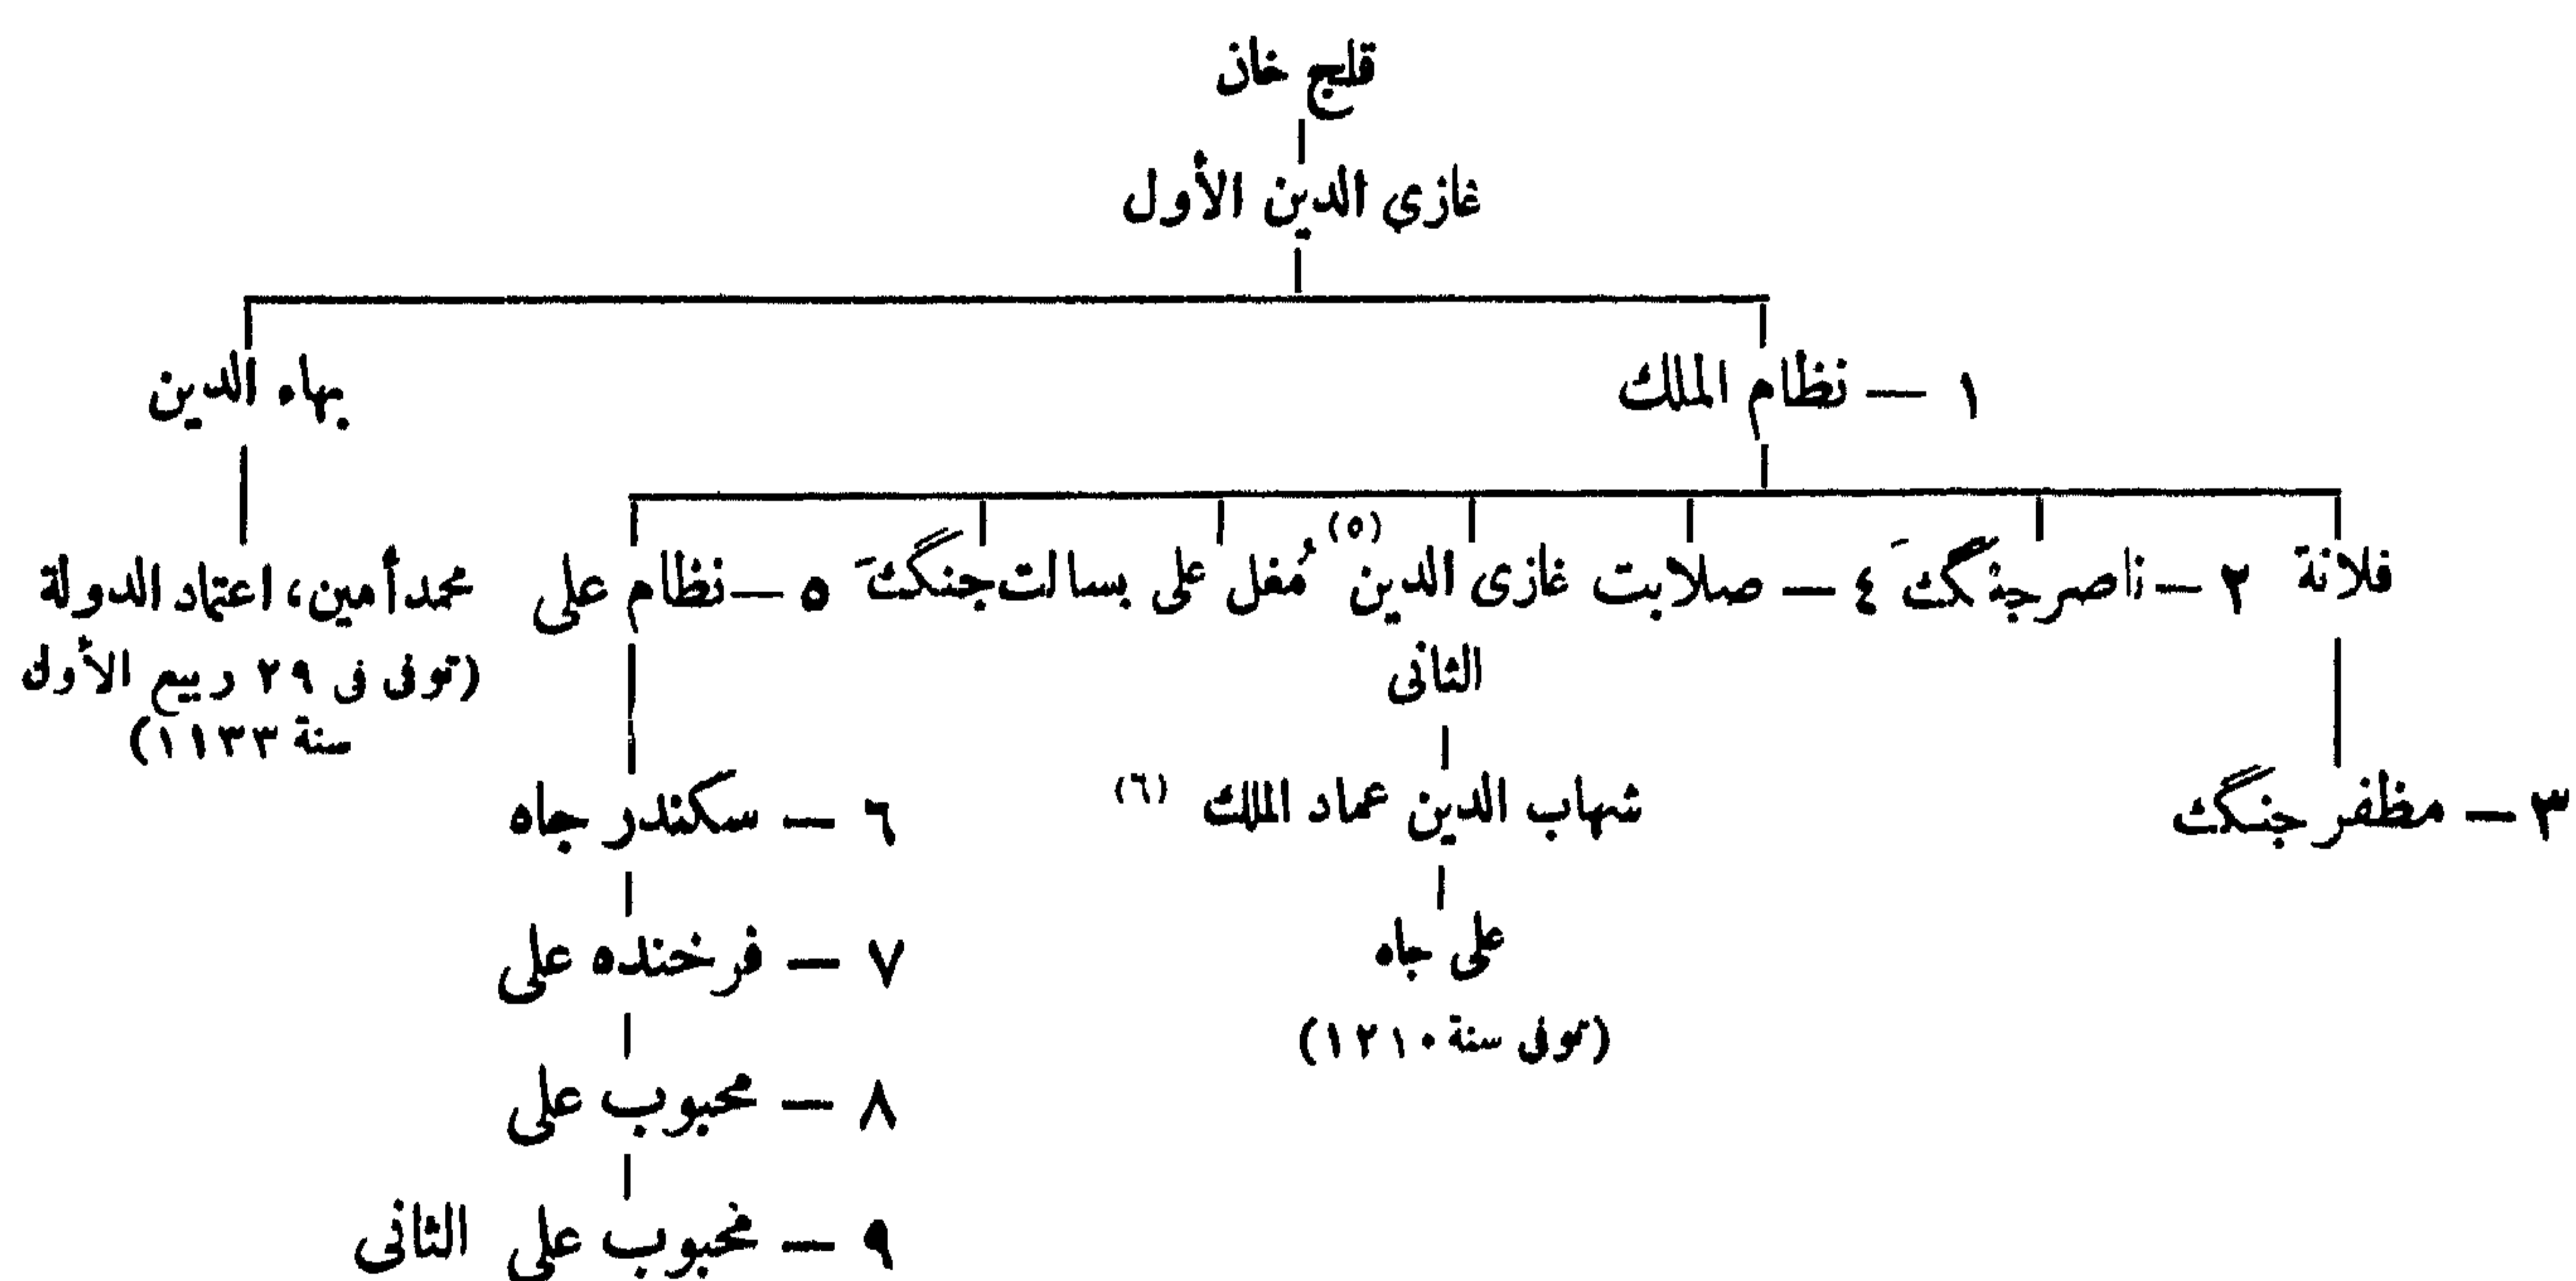 قلج خان
غازي الدين الأول
١ — نظام الملك
بهاء الدين
فلانة
٢ — ناصر جنگ
٤ — صلابت
غازى الدين (٥)
الثانى
مُغل على
بسالت جنگ
٥ — نظام على
محمد أمين، اعتماد الدولة
(توفى فى ٢٩ ربيع الأول
سنة ١١٣٣)
٣ — مظفر جنگ
شهاب الدين عماد الملك (٦)
٦ — سكندر جاه
على جاه
(توفى سنة ١٢١٠)
٧ — فرخنده على
٨ — محبوب على
٩ — محبوب على الثانى